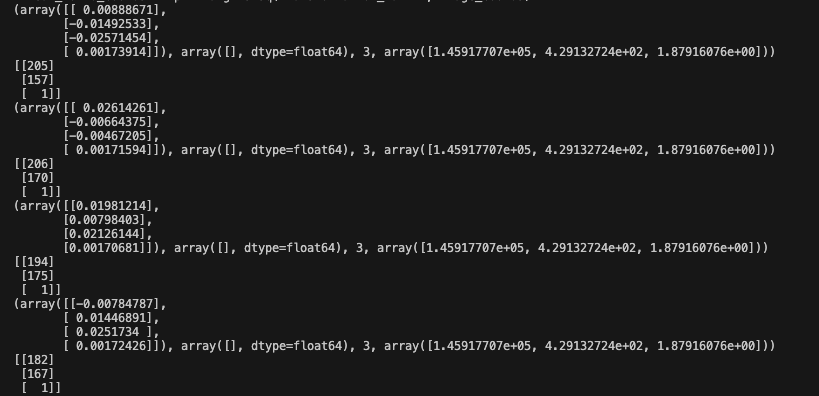 (array([[ 0.00888671],
       [-0.01492533],
       [-0.02571454],
       [ 0.00173914]]), array([], dtype=float64), 3, array([1.45917707e+05, 4.29132724e+02, 1.87916076e+00]))
[[205]
 [157]
 [  1]]
(array([[ 0.02614261],
       [-0.00664375],
       [-0.00467205],
       [ 0.00171594]]), array([], dtype=float64), 3, array([1.45917707e+05, 4.29132724e+02, 1.87916076e+00]))
[[206]
 [170]
 [  1]]
(array([[0.01981214],
       [0.00798403],
       [0.02126144],
       [0.00170681]]), array([], dtype=float64), 3, array([1.45917707e+05, 4.29132724e+02, 1.87916076e+00]))
[[194]
 [175]
 [  1]]
(array([[-0.00784787],
       [ 0.01446891],
       [ 0.0251734 ],
       [ 0.00172426]]), array([], dtype=float64), 3, array([1.45917707e+05, 4.29132724e+02, 1.87916076e+00]))
[[182]
 [167]
 [  1]]